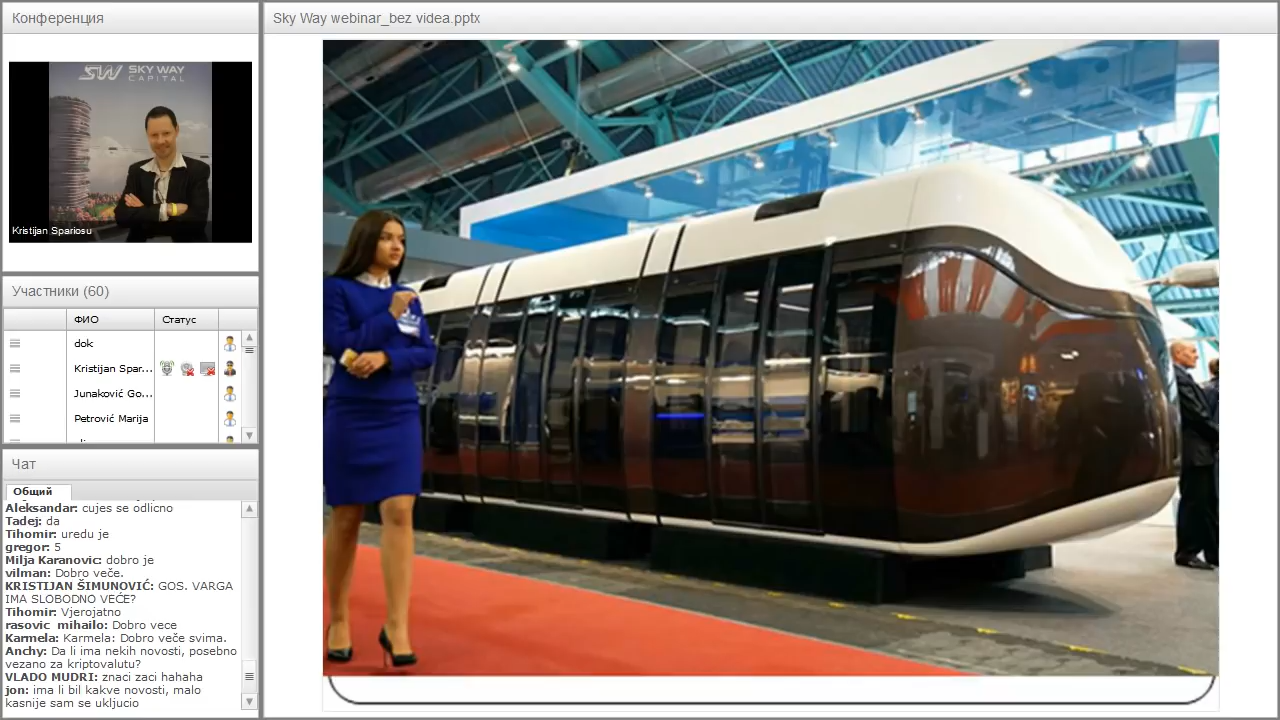 Конференция
SKY WAY
CAPITAL
Kristijan Spariosu
Участники (60)
ФИО Статус
dok
Kristijan Spar...
Junaković Go...
Petrović Marija
Чат
Общий
Aleksandar: cujes se odlicno
Tadej: da
Tihomir: uredu je
gregor: 5
Milja Karanovic: dobro je
vilman: Dobro veče.
KRISTIJAN ŠIMUNOVIĆ: GOS. VARGA
IMA SLOBODNO VEĆE?
Tihomir: Vjerojatno
rasovic mihailo: Dobro vece
Karmela: Karmela: Dobro veče svima.
Anchy: Da li ima nekih novosti, posebno
vezano za kriptovalutu?
VLADO MUDRI: znaci zaci hahaha
jon: ima li bil kakve novosti, malo
kasnije sam se ukljucio
Sky Way webinar_bez videa.pptx